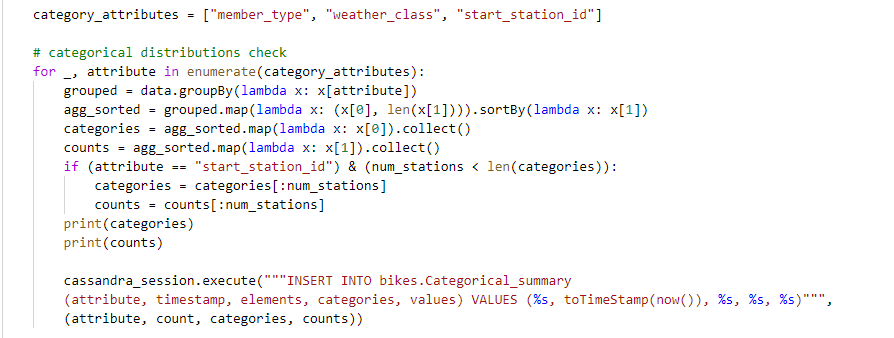 category_attributes = ["member_type", "weather_class", "start_station_id"]
# categorical distributions check
for _, attribute in enumerate(category_attributes):
grouped = data.groupBy(lambda x: x[attribute])
agg_sorted = grouped.map(lambda x: (x[0], len(x[1]))).sortBy(lambda x: x[1])
categories = agg_sorted.map(lambda x: x[0]).collect()
counts = agg_sorted.map(lambda x: x[1]).collect()
if (attribute == "start_station_id") & (num_stations < len(categories)):
categories = categories[:num_stations]
counts = counts[:num_stations]
print(categories)
print(counts)
cassandra_session.execute("""INSERT INTO bikes.Categorical_summary
(attribute, timestamp, elements, categories, values) VALUES (%s, toTimeStamp(now()), %s, %s, %s)""",
(attribute, count, categories, counts))